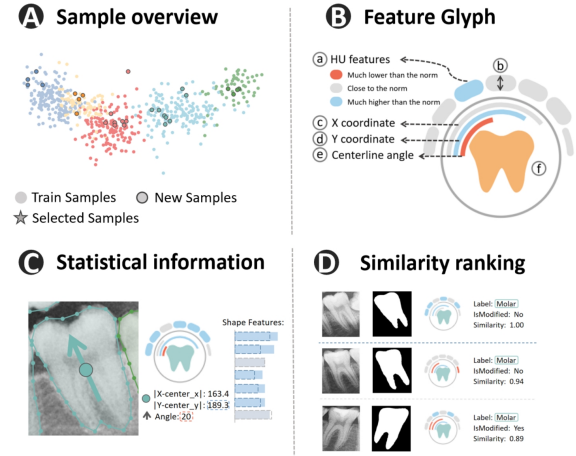 A Sample overview
Train Samples
New Samples
Selected Samples
B Feature Glyph
a HU features
b
Much lower than the norm
Close to the norm
Much higher than the norm
c X coordinate
d Y coordinate
e Centerline angle
f
C Statistical information
Shape Features:
|X-center_x|: 163.4
|Y-center_y|: 189.3
Angle: 20
D Similarity ranking
Label: Molar
IsModified: No
Similarity: 1.00
Label: Molar
IsModified: No
Similarity: 0.94
Label: Molar
IsModified: Yes
Similarity: 0.89